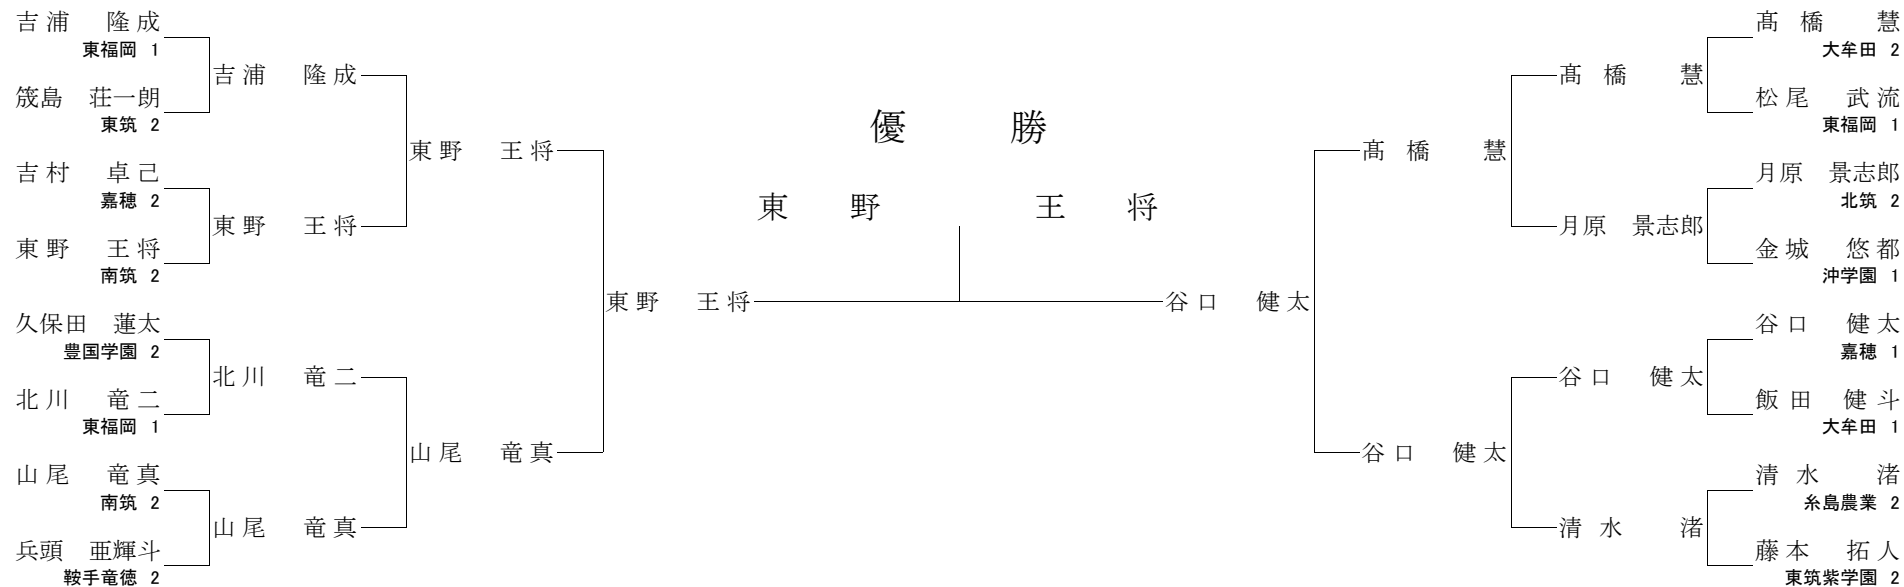 吉浦 隆成
東福岡 1
筬島 荘一朗
東筑 2
吉村 卓己
嘉穂 2
東野 王将
南筑 2
久保田 蓮太
豊国学園 2
北川 竜二
東福岡 1
山尾 竜真
南筑 2
兵頭 亜輝斗
鞍手竜徳 2
吉浦 隆成
東野 王将
北川 竜二
山尾 竜真
東野 王将
山尾 竜真
東野 王将
優勝
東野 王将
谷口 健太
髙橋 慧
谷口 健太
髙橋 慧
月原 景志郎
谷口 健太
清水 渚
髙橋 慧
大牟田 2
松尾 武流
東福岡 1
月原 景志郎
北筑 2
金城 悠都
沖学園 1
谷口 健太
嘉穂 1
飯田 健斗
大牟田 1
清水 渚
糸島農業 2
藤本 拓人
東筑紫学園 2